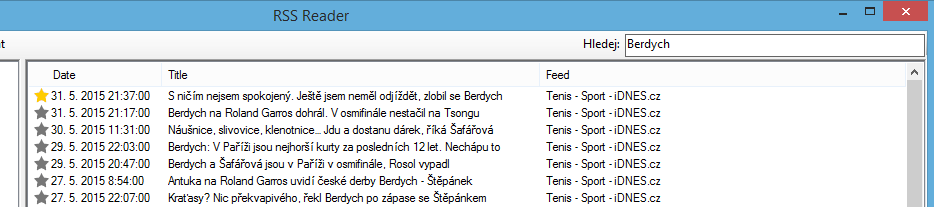 RSS Reader
t Hledej: Berdych
Date Title Feed
31. 5. 2015 21:37:00 S ničím nejsem spokojený. Ještě jsem neměl odjíždět, zlobil se Berdych Tenis - Sport - iDNES.cz
31. 5. 2015 21:17:00 Berdych na Roland Garros dohrál. V osmifinále nestačil na Tsongu Tenis - Sport - iDNES.cz
30. 5. 2015 11:31:00 Náušnice, slivovice, klenotnice... Jdu a dostanu dárek, říká Šafářová Tenis - Sport - iDNES.cz
29. 5. 2015 22:03:00 Berdych: V Paříži jsou nejhorší kurty za posledních 12 let. Nechápu to Tenis - Sport - iDNES.cz
29. 5. 2015 20:47:00 Berdych a Šafářová jsou v Paříži v osmifinále, Rosol vypadl Tenis - Sport - iDNES.cz
27. 5. 2015 8:54:00 Antuka na Roland Garros uvidí české derby Berdych - Štěpánek Tenis - Sport - iDNES.cz
27. 5. 2015 22:07:00 Kraťasy? Nic překvapivého, řekl Berdych po zápase se Štěpánkem Tenis - Sport - iDNES.cz